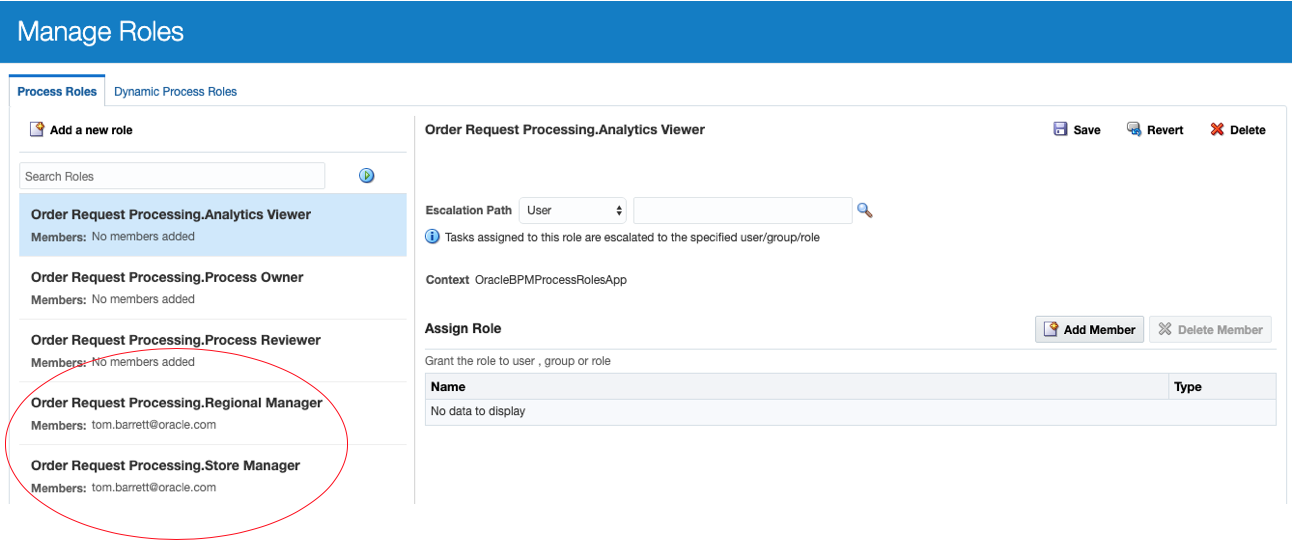 Manage Roles
Process Roles
Dynamic Process Roles
Add a new role
Search Roles
Order Request Processing.Analytics Viewer
Members: No members added
Order Request Processing.Process Owner
Members: No members added
Order Request Processing.Process Reviewer
Members: No members added
Order Request Processing.Regional Manager
Members: tom.barrett@oracle.com
Order Request Processing.Store Manager
Members: tom.barrett@oracle.com
Order Request Processing.Analytics Viewer
Save
Revert
Delete
Escalation Path User
Tasks assigned to this role are escalated to the specified user/group/role
Context OracleBPMProcessRolesApp
Assign Role
Add Member
Delete Member
Grant the role to user , group or role
Name
Type
No data to display